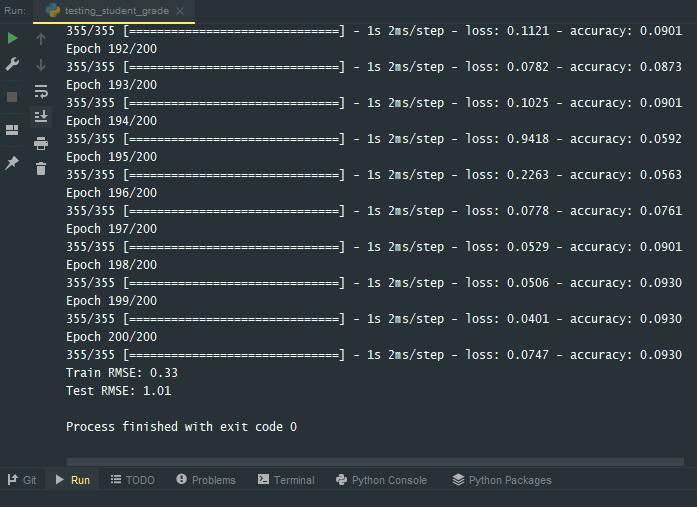 Run: testing_student_grade
355/355 [==============================] - 1s 2ms/step - loss: 0.1121 - accuracy: 0.0901
Epoch 192/200
355/355 [==============================] - 1s 2ms/step - loss: 0.0782 - accuracy: 0.0873
Epoch 193/200
355/355 [==============================] - 1s 2ms/step - loss: 0.1025 - accuracy: 0.0901
Epoch 194/200
355/355 [==============================] - 1s 2ms/step - loss: 0.9418 - accuracy: 0.0592
Epoch 195/200
355/355 [==============================] - 1s 2ms/step - loss: 0.2263 - accuracy: 0.0563
Epoch 196/200
355/355 [==============================] - 1s 2ms/step - loss: 0.0778 - accuracy: 0.0761
Epoch 197/200
355/355 [==============================] - 1s 2ms/step - loss: 0.0529 - accuracy: 0.0901
Epoch 198/200
355/355 [==============================] - 1s 2ms/step - loss: 0.0506 - accuracy: 0.0930
Epoch 199/200
355/355 [==============================] - 1s 2ms/step - loss: 0.0401 - accuracy: 0.0930
Epoch 200/200
355/355 [==============================] - 1s 2ms/step - loss: 0.0747 - accuracy: 0.0930
Train RMSE: 0.33
Test RMSE: 1.01
Process finished with exit code 0
Git Run TODO Problems Terminal Python Console Python Packages